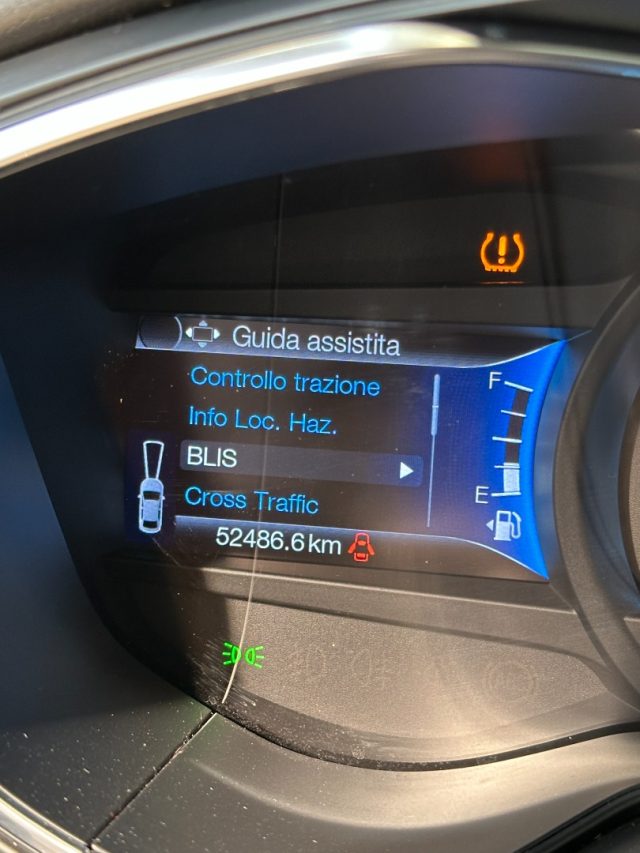 Guida assistita
Controllo trazione
F
Info Loc. Haz.
BLIS
E
Cross Traffic
52486.6 km